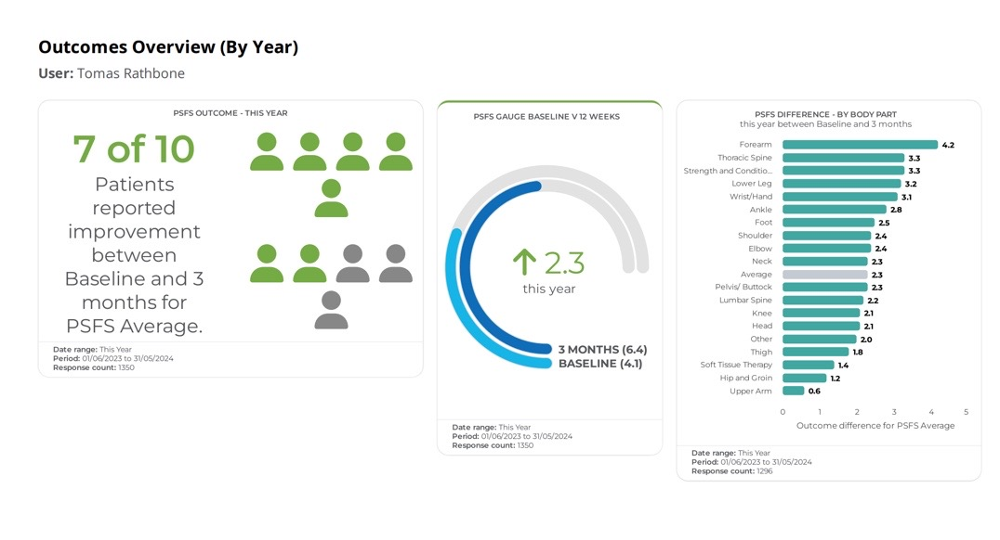 Outcomes Overview (By Year)
User: Tomas Rathbone
PSFS OUTCOME - THIS YEAR
7 of 10
Patients
reported
improvement
between
Baseline and 3
months for
PSFS Average.
Date range: This Year
Period: 01/06/2023 to 31/05/2024
Response count: 1350
PSFS GAUGE BASELINE V 12 WEEKS
2.3
this year
3 MONTHS (6.4)
BASELINE (4.1)
Date range: This Year
Period: 01/06/2023 to 31/05/2024
Response count: 1350
PSFS DIFFERENCE - BY BODY PART
this year between Baseline and 3 months
Forearm 4.2
Thoracic Spine 3.3
Strength and Conditio... 3.3
Lower Leg 3.2
Wrist/Hand 3.1
Ankle 2.8
Foot 2.5
Shoulder 2.4
Elbow 2.4
Neck 2.3
Average 2.3
Pelvis/ Buttock 2.3
Lumbar Spine 2.2
Knee 2.1
Head 2.1
Other 2.0
Thigh 1.8
Soft Tissue Therapy 1.4
Hip and Groin 1.2
Upper Arm 0.6
0 1 2 3 4 5
Outcome difference for PSFS Average
Date range: This Year
Period: 01/06/2023 to 31/05/2024
Response count: 1296